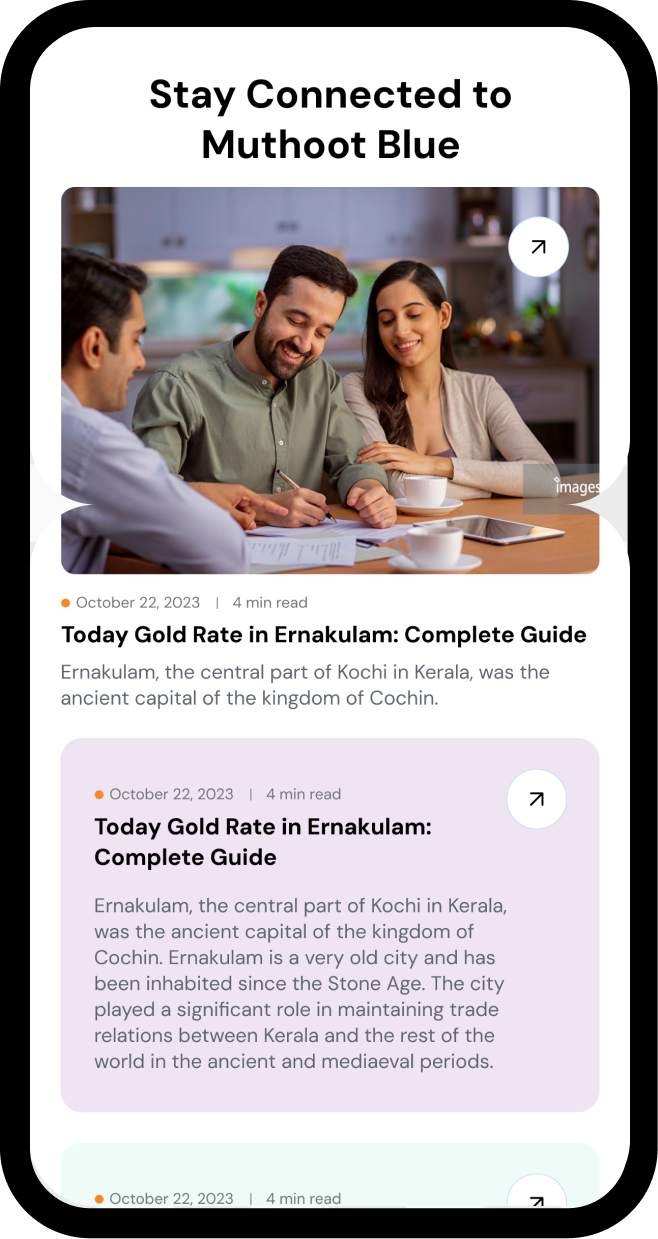 Stay Connected to
Muthoot Blue
images
October 22, 2023 | 4 min read
Today Gold Rate in Ernakulam: Complete Guide
Ernakulam, the central part of Kochi in Kerala, was the
ancient capital of the kingdom of Cochin.
October 22, 2023 | 4 min read
Today Gold Rate in Ernakulam:
Complete Guide
Ernakulam, the central part of Kochi in Kerala,
was the ancient capital of the kingdom of
Cochin. Ernakulam is a very old city and has
been inhabited since the Stone Age. The city
played a significant role in maintaining trade
relations between Kerala and the rest of the
world in the ancient and mediaeval periods.
October 22, 2023 | 4 min read